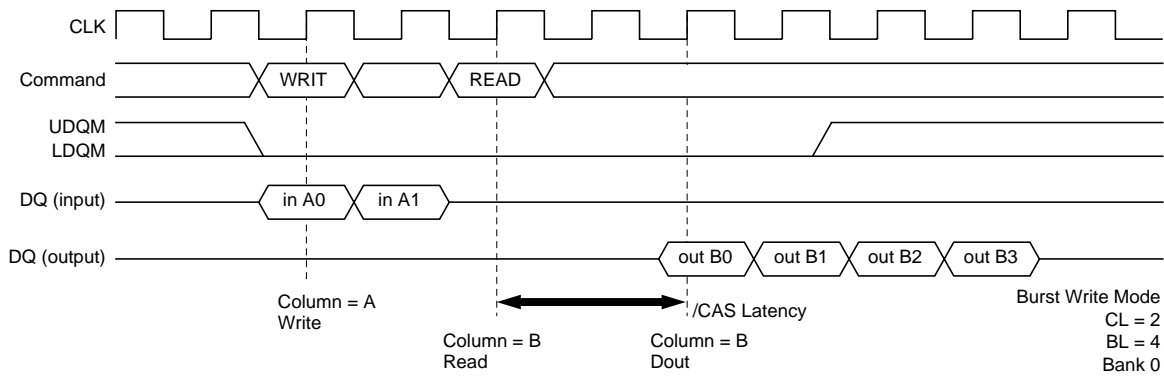 CLK
Command
WRIT
READ
UDQM
LDQM
DQ (input)
in A0
in A1
DQ (output)
out B0
out B1
out B2
out B3
Column = A
Write
/CAS Latency
Column = B
Read
Column = B
Dout
Burst Write Mode
CL = 2
BL = 4
Bank 0